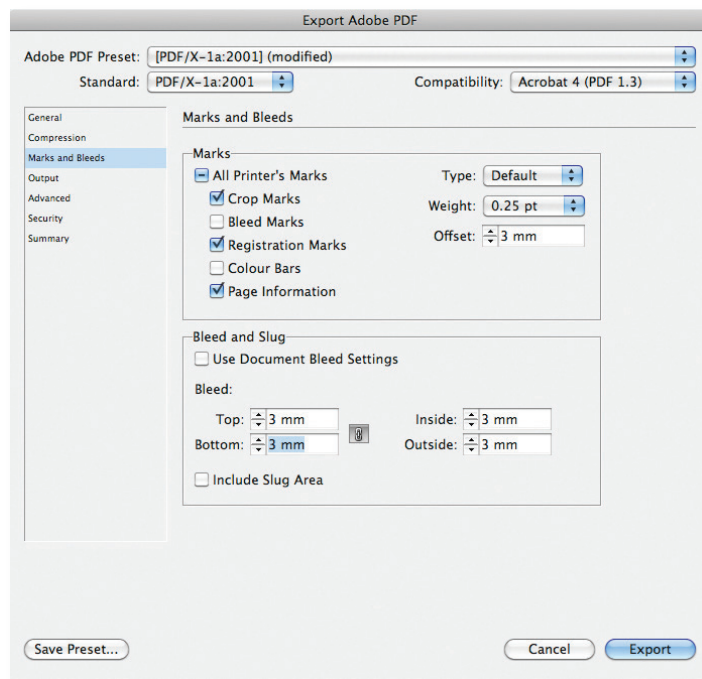 Export Adobe PDF
Adobe PDF Preset: [PDF/X-1a:2001] (modified)
Standard: PDF/X-1a:2001 Compatibility: Acrobat 4 (PDF 1.3)
General
Compression
Marks and Bleeds
Output
Advanced
Security
Summary
Marks and Bleeds
Marks
All Printer's Marks
Crop Marks
Bleed Marks
Registration Marks
Colour Bars
Page Information
Type: Default
Weight: 0.25 pt
Offset: 3 mm
Bleed and Slug
Use Document Bleed Settings
Bleed:
Top: 3 mm Inside: 3 mm
Bottom: 3 mm Outside: 3 mm
Include Slug Area
Save Preset... Cancel Export